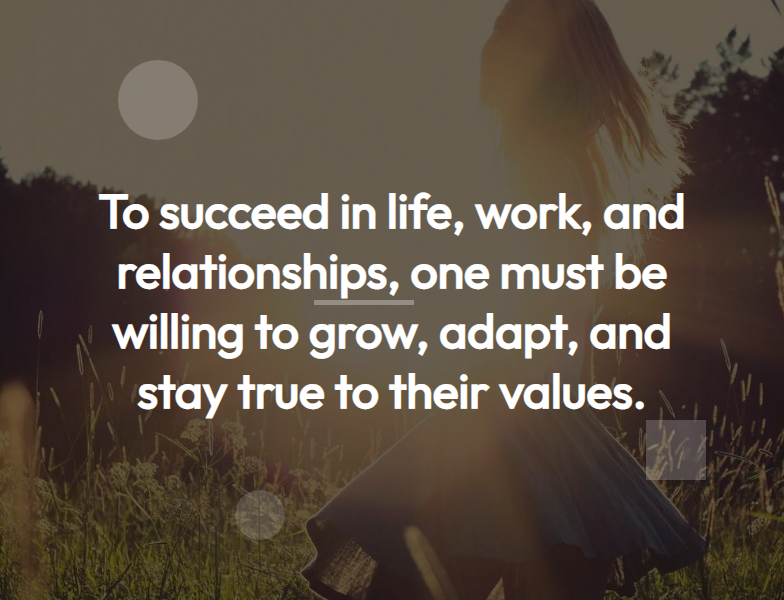 To succeed in life, work, and
relationships, one must be
willing to grow, adapt, and
stay true to their values.